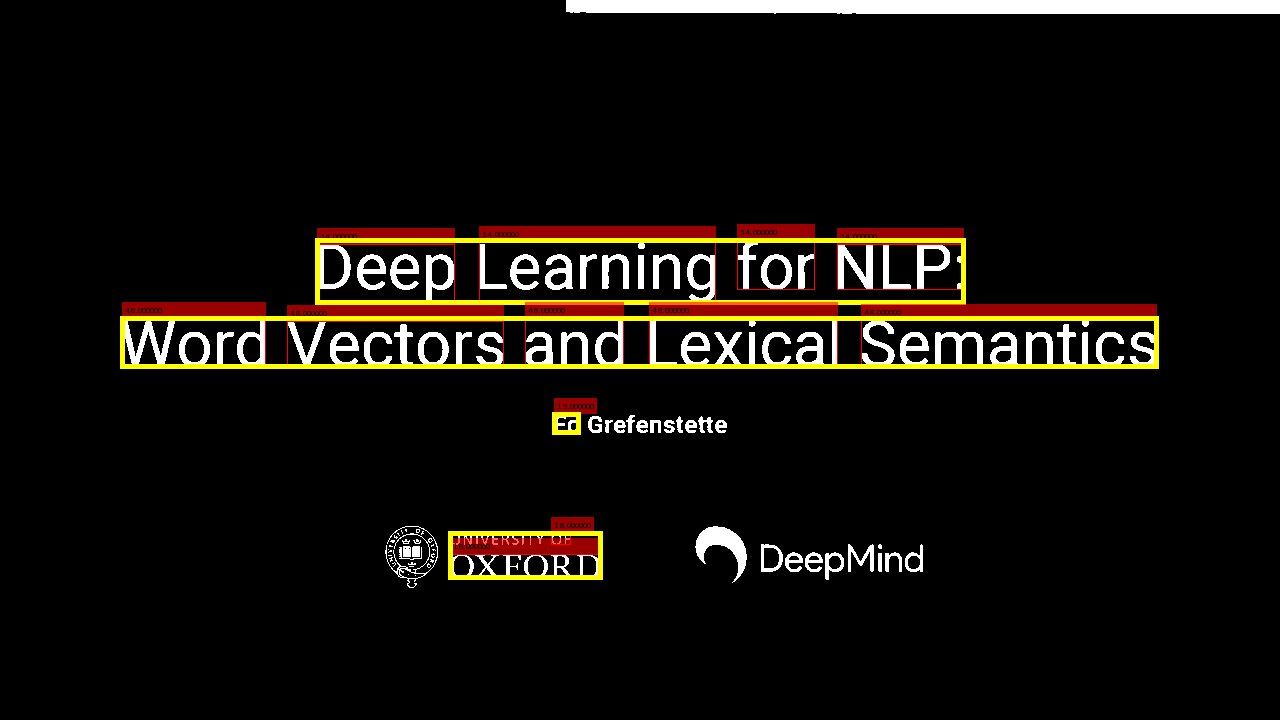 Deep Learning for NLP:
Word Vectors and Lexical Semantics
Ed Grefenstette
UNIVERSITY OF
OXFORD
DeepMind